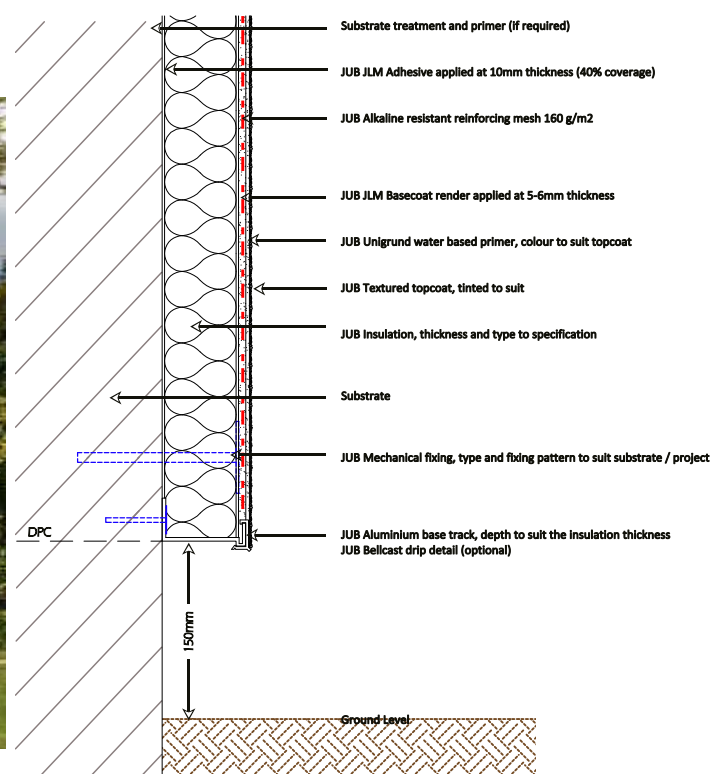 Substrate treatment and primer (if required)
JUB JLM Adhesive applied at 10mm thickness (40% coverage)
JUB Alkaline resistant reinforcing mesh 160 g/m2
JUB JLM Basecoat render applied at 5-6mm thickness
JUB Unigrund water based primer, colour to suit topcoat
JUB Textured topcoat, tinted to suit
JUB Insulation, thickness and type to specification
Substrate
JUB Mechanical fixing, type and fixing pattern to suit substrate / project
DPC
JUB Aluminium base track, depth to suit the insulation thickness
JUB Bellcast drip detail (optional)
150mm
Ground Level